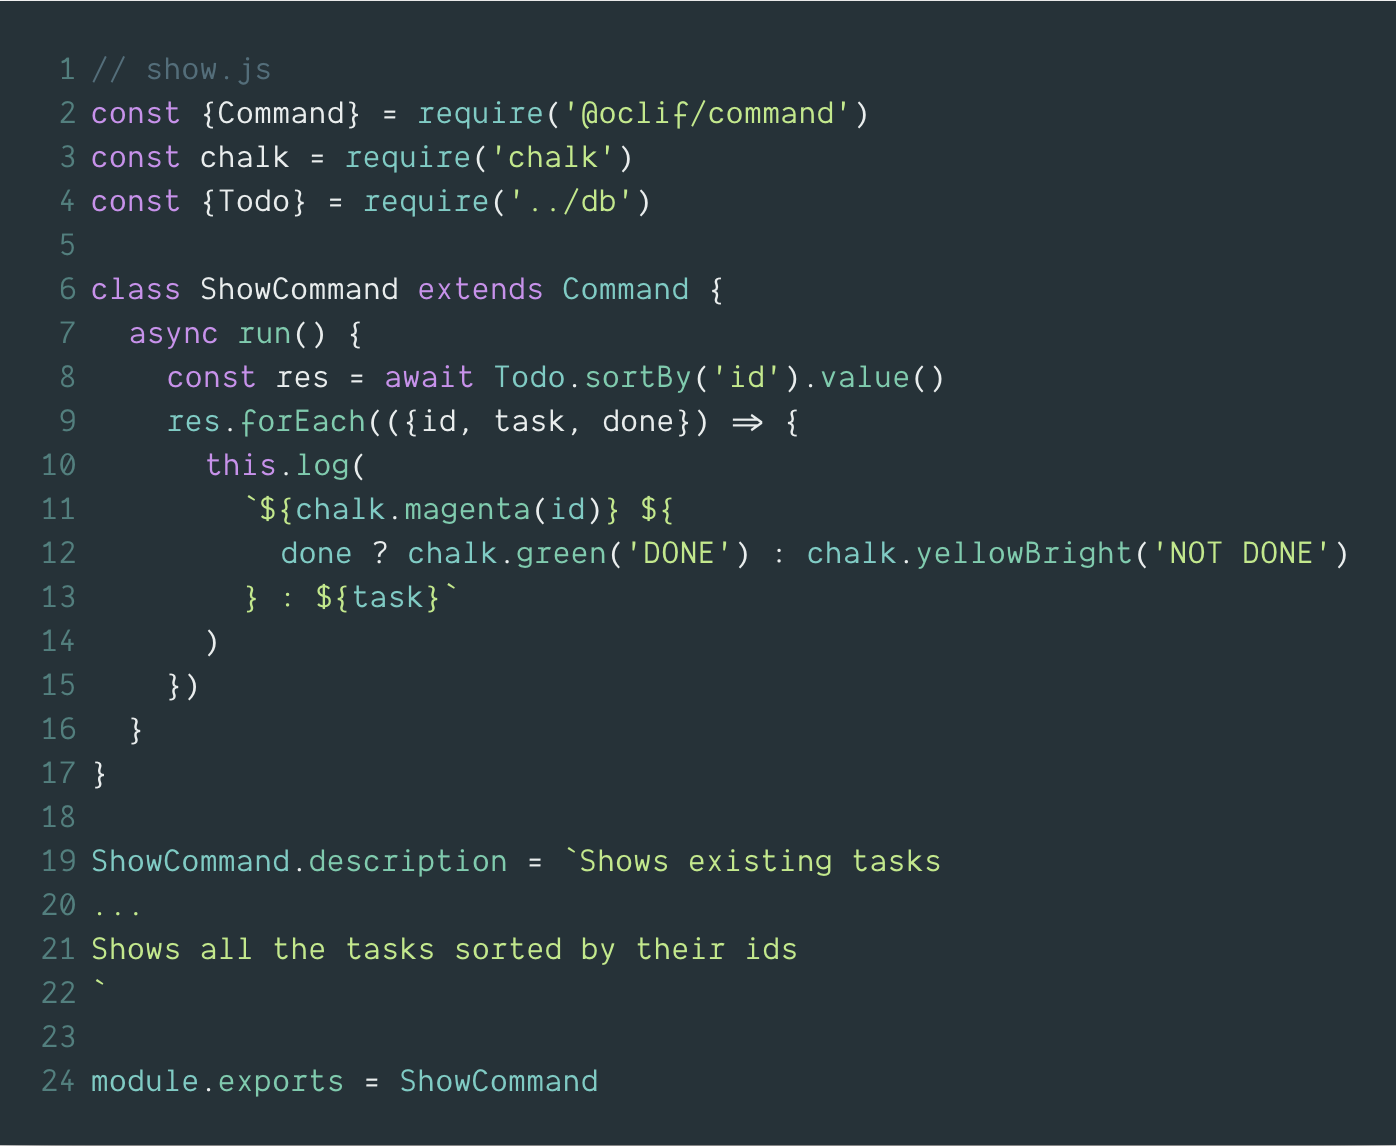 1 // show.js
2 const {Command} = require('@oclif/command')
3 const chalk = require('chalk')
4 const {Todo} = require('../db')
5
6 class ShowCommand extends Command {
7   async run() {
8     const res = await Todo.sortBy('id').value()
9     res.forEach(({id, task, done}) => {
10       this.log(
11         `${chalk.magenta(id)} ${
12           done ? chalk.green('DONE') : chalk.yellowBright('NOT DONE')
13         } : ${task}`
14       )
15     })
16   }
17 }
18
19 ShowCommand.description = `Shows existing tasks
20 ...
21 Shows all the tasks sorted by their ids
22 `
23
24 module.exports = ShowCommand